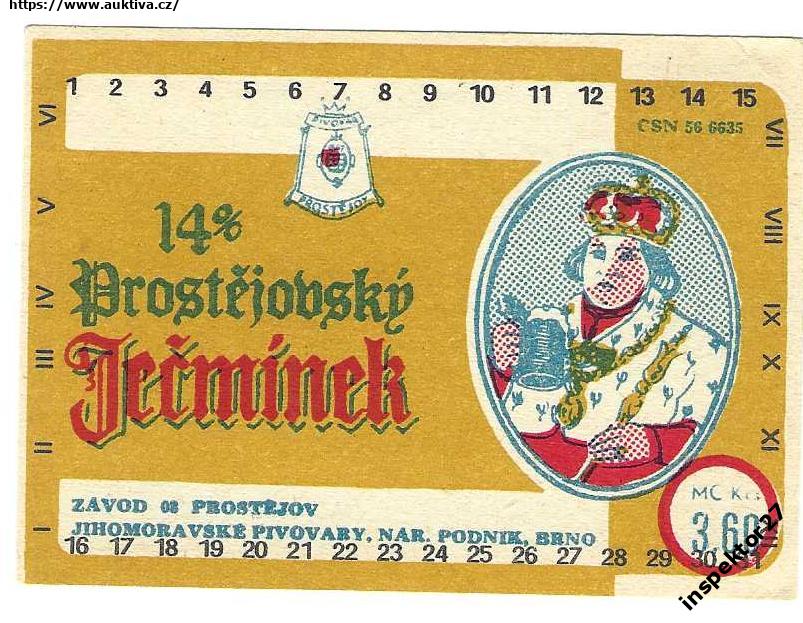 https://www.auktiva.cz/
1 2 3 4 5 6 7 8 9 10 11 12 13 14 15
ČSN 56 6635
PIVOVAR
PROSTĚJOV
14%
Prostějovský
Ječmínek
VI
V
IV
III
II
I
VII
VIII
IX
X
XI
MC Kčs
3,60
ZÁVOD 08 PROSTĚJOV
JIHOMORAVSKÉ PIVOVARY, NÁR. PODNIK, BRNO
16 17 18 19 20 21 22 23 24 25 26 27 28 29 30 31
inspektor27